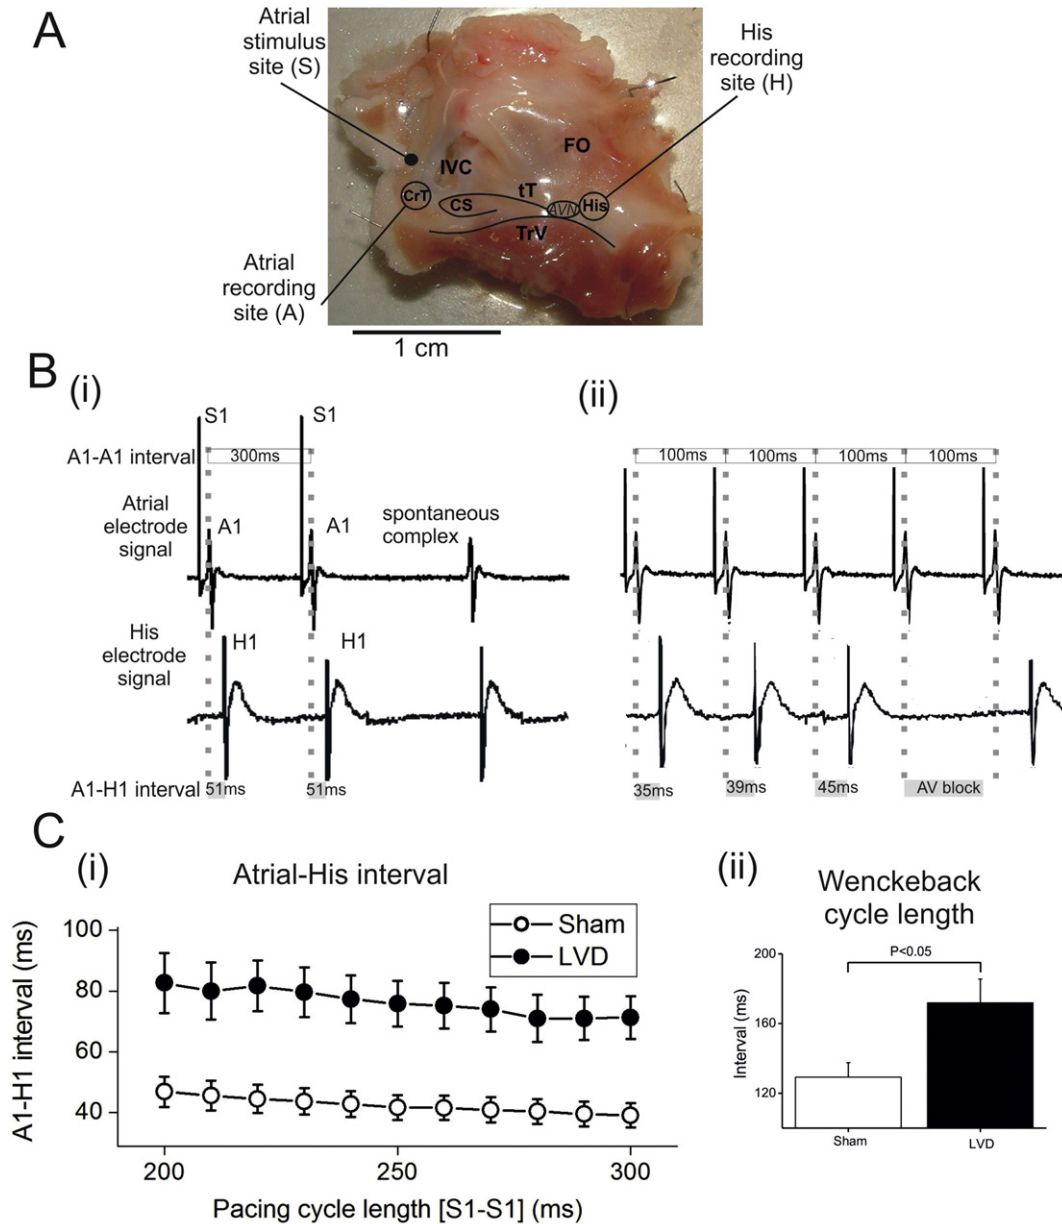 A
Atrial
stimulus
site (S)
His
recording
site (H)
FO
IVC
tT
CrT
CS
AVN
His
TrV
Atrial
recording
site (A)
1 cm
B
(i)
S1
S1
A1-A1 interval
300ms
Atrial
electrode
signal
A1
A1
spontaneous
complex
His
electrode
signal
H1
H1
A1-H1 interval
51ms
51ms
(ii)
100ms
100ms
100ms
100ms
35ms
39ms
45ms
AV block
C
(i)
Atrial-His interval
Sham
LVD
A1-H1 interval (ms)
100
80
60
40
200
250
300
Pacing cycle length [S1-S1] (ms)
(ii)
Wenckeback
cycle length
P<0.05
Interval (ms)
200
160
120
Sham
LVD